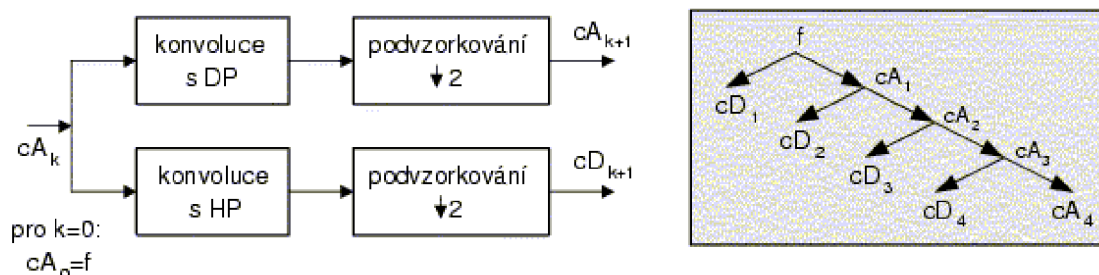 cA_k
konvoluce
s DP
podvzorkování
↓2
cA_{k+1}
konvoluce
s HP
podvzorkování
↓2
cD_{k+1}
pro k=0:
cA_0=f
f
cD_1
cA_1
cD_2
cA_2
cD_3
cA_3
cD_4
cA_4